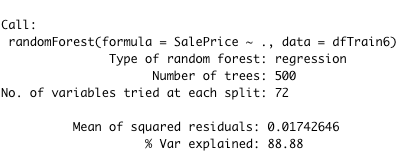 Call:
randomForest(formula = SalePrice ~ ., data = dfTrain6)
Type of random forest: regression
Number of trees: 500
No. of variables tried at each split: 72
Mean of squared residuals: 0.01742646
% Var explained: 88.88